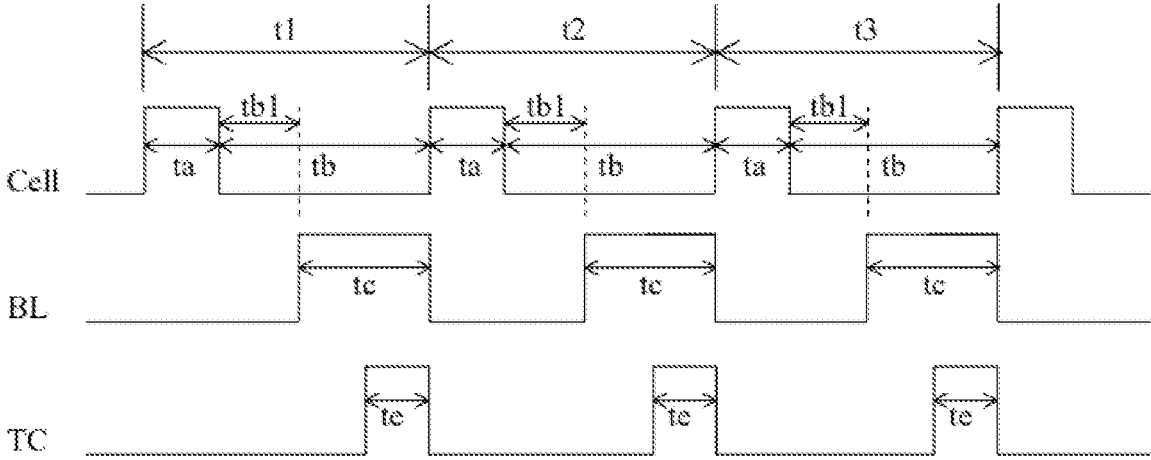 t1 t2 t3
tb1 tb1 tb1
ta tb ta tb ta tb
Cell
tc tc tc
BL
te te te
TC